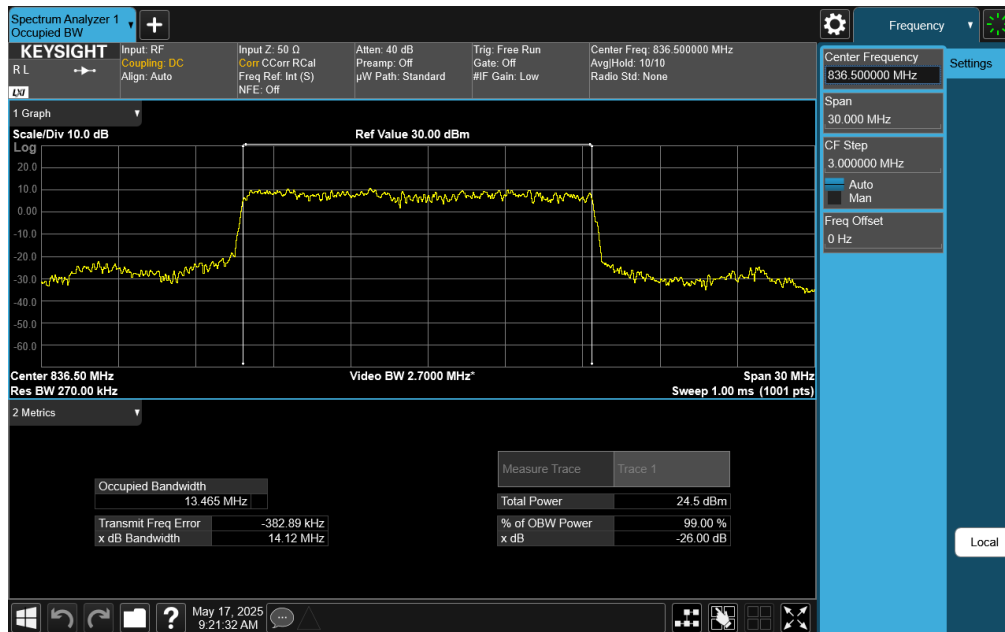 Spectrum Analyzer 1
Occupied BW
Frequency
KEYSIGHT
R L
LXI
Input: RF
Coupling: DC
Align: Auto
Input Z: 50 Ω
Corr CCorr RCal
Freq Ref: Int (S)
NFE: Off
Atten: 40 dB
Preamp: Off
µW Path: Standard
Trig: Free Run
Gate: Off
#IF Gain: Low
Center Freq: 836.500000 MHz
Avg|Hold: 10/10
Radio Std: None
Center Frequency
836.500000 MHz
Settings
Span
30.000 MHz
CF Step
3.000000 MHz
Auto
Man
Freq Offset
0 Hz
Local
1 Graph
Scale/Div 10.0 dB
Ref Value 30.00 dBm
Log
20.0
10.0
0.00
-10.0
-20.0
-30.0
-40.0
-50.0
-60.0
Center 836.50 MHz
Video BW 2.7000 MHz*
Span 30 MHz
Res BW 270.00 kHz
Sweep 1.00 ms (1001 pts)
2 Metrics
Measure Trace Trace 1
Occupied Bandwidth
13.465 MHz
Total Power 24.5 dBm
Transmit Freq Error -382.89 kHz
% of OBW Power 99.00 %
x dB Bandwidth 14.12 MHz
x dB -26.00 dB
May 17, 2025
9:21:32 AM